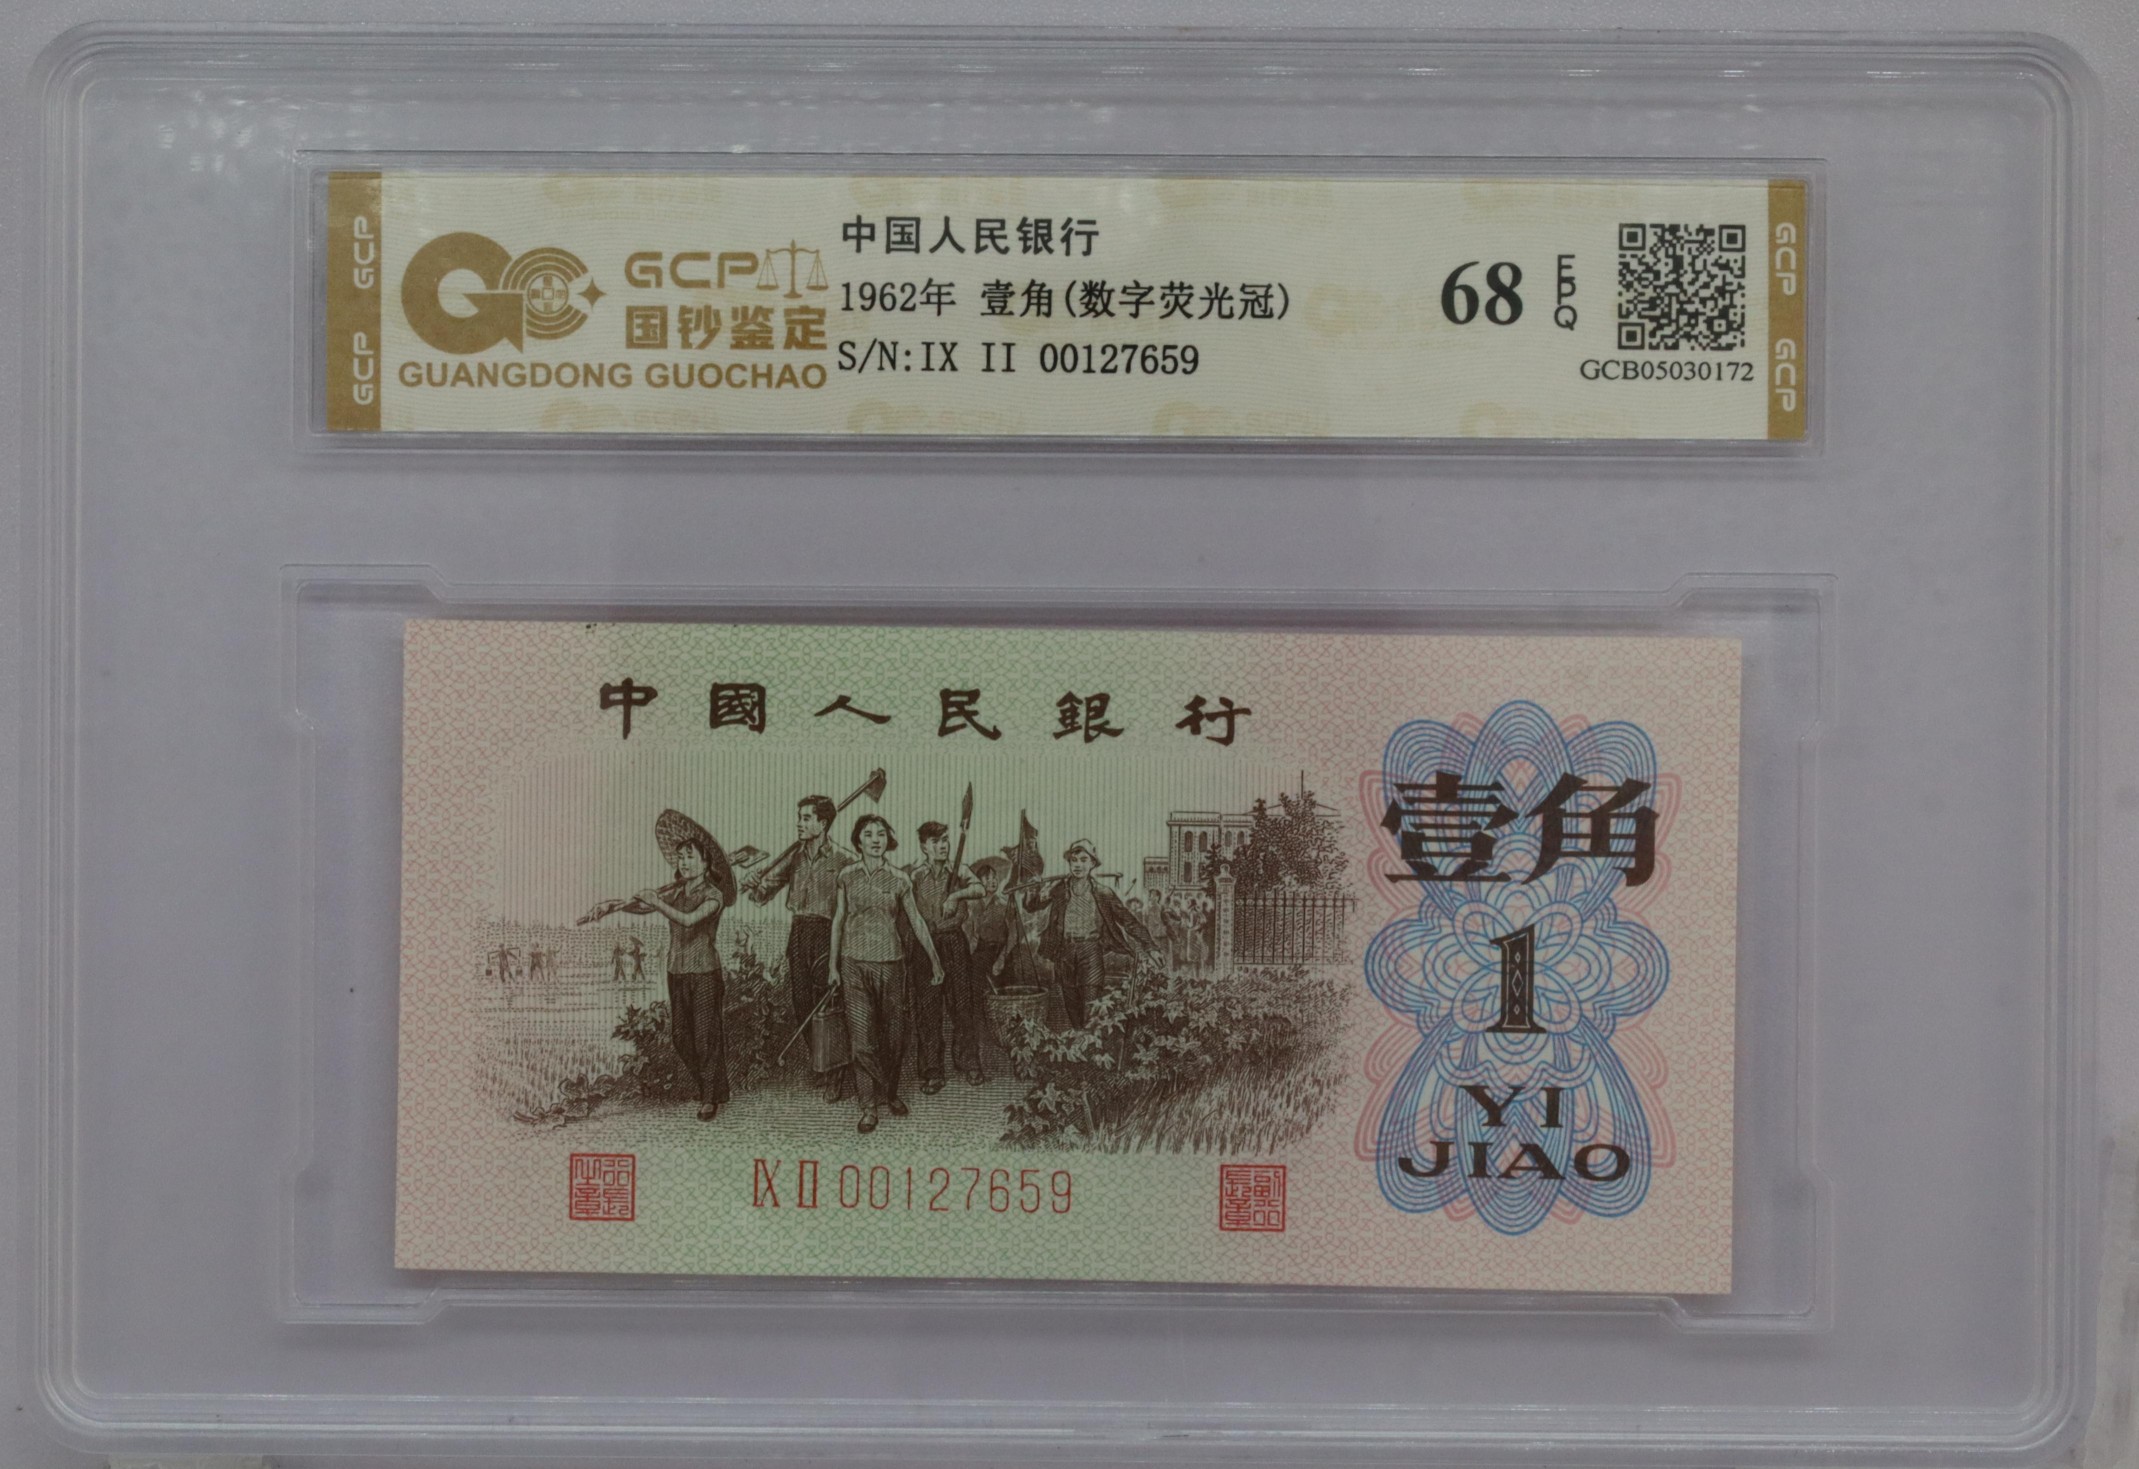 GCP
GCP
GCP
国钞鉴定
GUANGDONG GUOCHAO
中国人民银行
1962年 壹角(数字荧光冠)
S/N:IX II 00127659
68
EPQ
GCB05030172
GCP
GCP
中國人民銀行
壹角
1
YI
JIAO
IX II 00127659